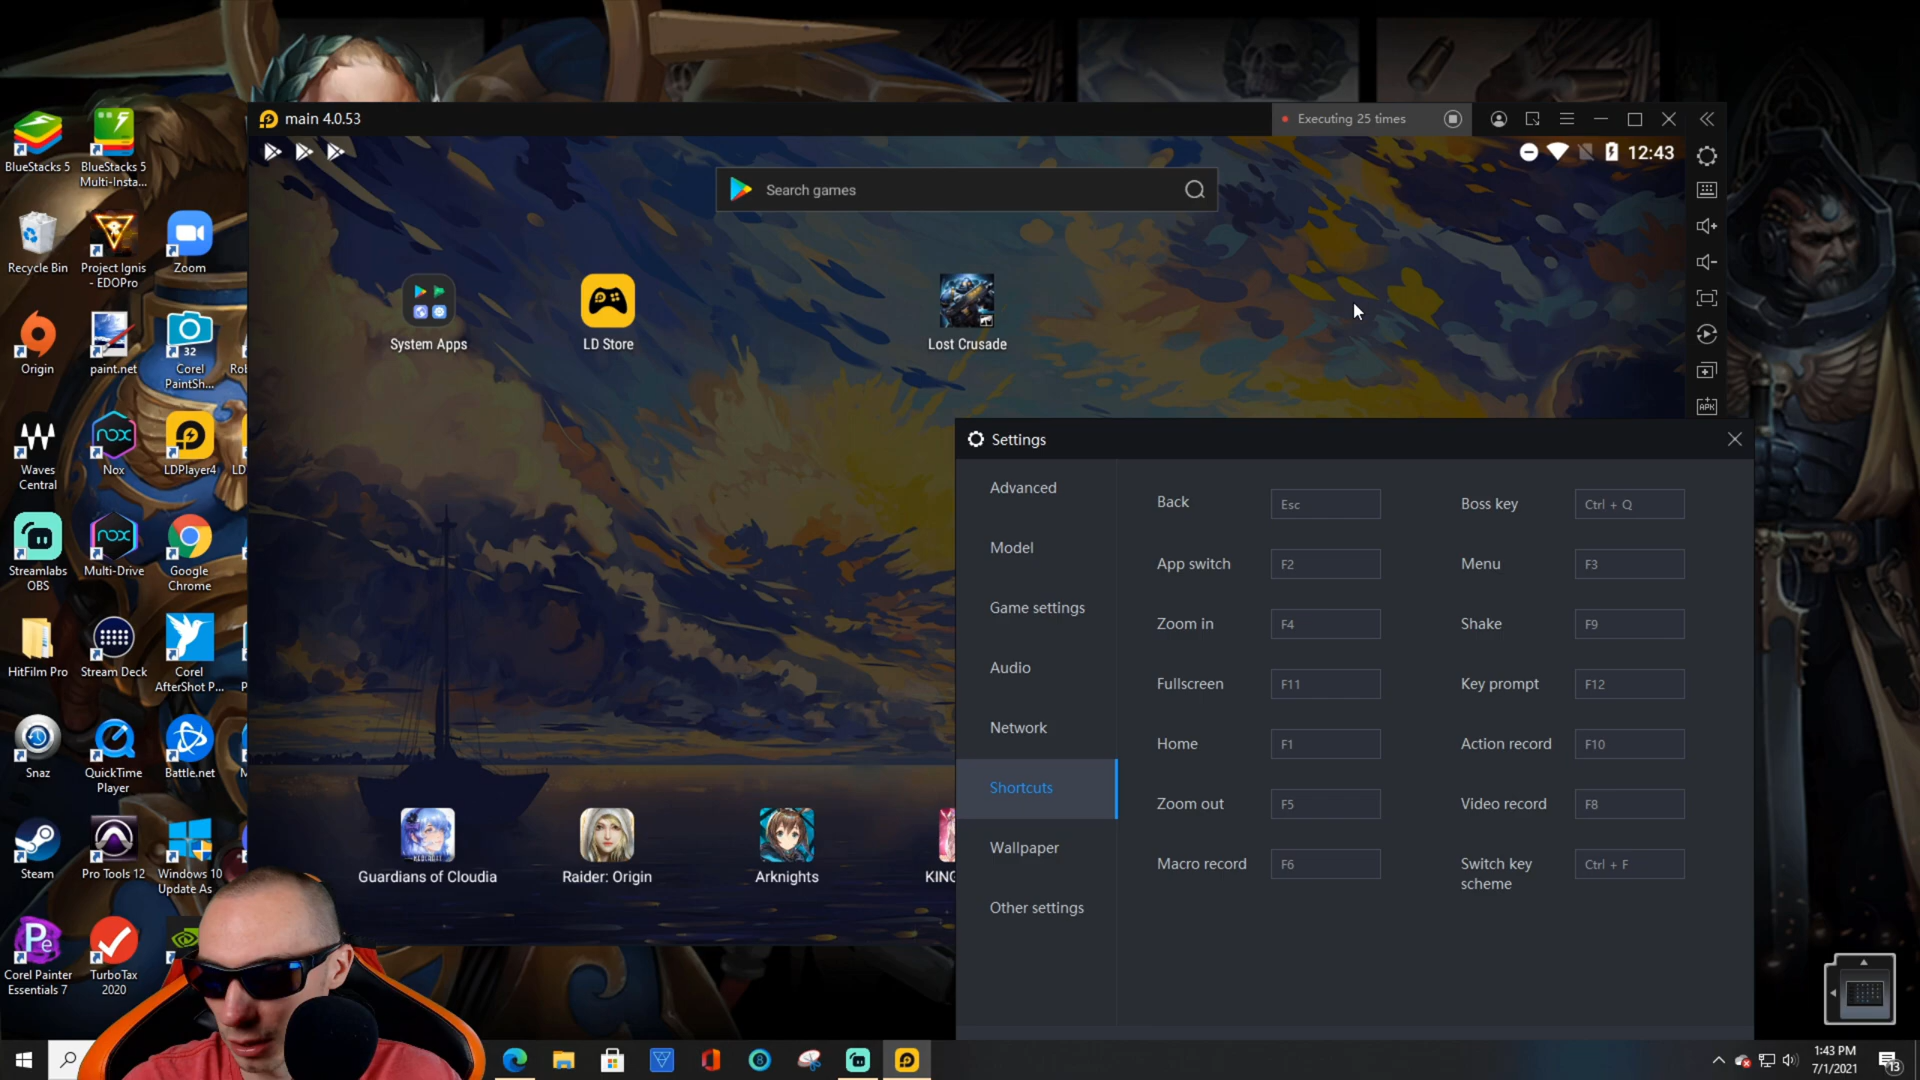 main 4.0.53
Executing 25 times
12:43
Search games
System Apps
LD Store
Lost Crusade
Guardians of Cloudia
Raider: Origin
Arknights
APK
BlueStacks 5
BlueStacks 5
Multi-Insta...
Recycle Bin
Project Ignis
- EDOPro
Zoom
Origin
paint.net
32
Corel
PaintSh...
Waves
Central
nox
Nox
LDPlayer4
Streamlabs
OBS
nox
Multi-Drive
Google
Chrome
HitFilm Pro
Stream Deck
Corel
AfterShot P...
Snaz
QuickTime
Player
Battle.net
Steam
Pro Tools 12
Windows 10
Update As
Pe
Corel Painter
Essentials 7
TurboTax
2020
Settings
Advanced
Model
Game settings
Audio
Network
Shortcuts
Wallpaper
Other settings
Back Esc Boss key Ctrl + Q
App switch F2 Menu F3
Zoom in F4 Shake F9
Fullscreen F11 Key prompt F12
Home F1 Action record F10
Zoom out F5 Video record F8
Macro record F6 Switch key Ctrl + F
scheme
1:43 PM
7/1/2021
13